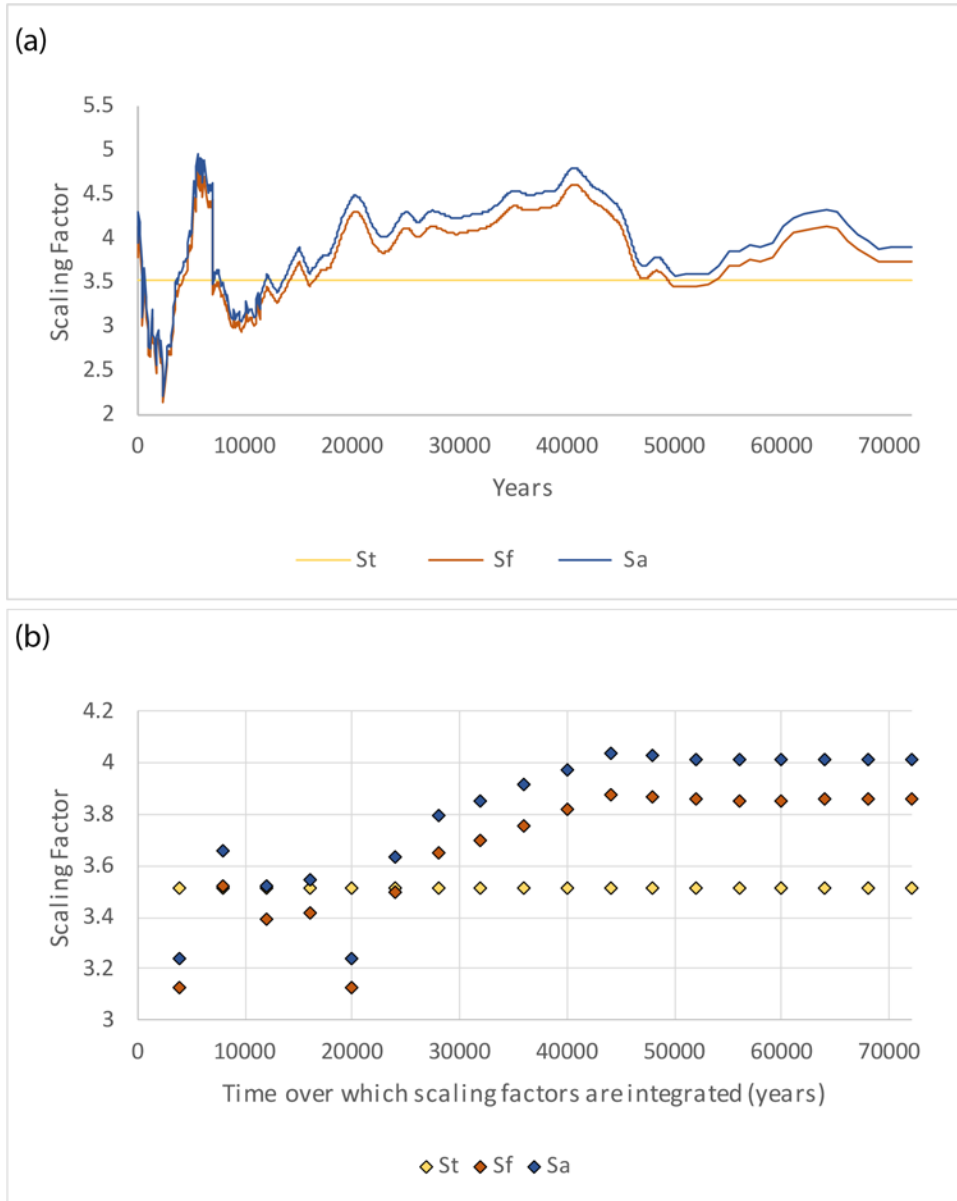 (a)
5.5
5
4.5
4
3.5
3
2.5
2
Scaling Factor
0 10000 20000 30000 40000 50000 60000 70000
Years
St Sf Sa
(b)
4.2
4
3.8
3.6
3.4
3.2
3
Scaling Factor
0 10000 20000 30000 40000 50000 60000 70000
Time over which scaling factors are integrated (years)
St Sf Sa